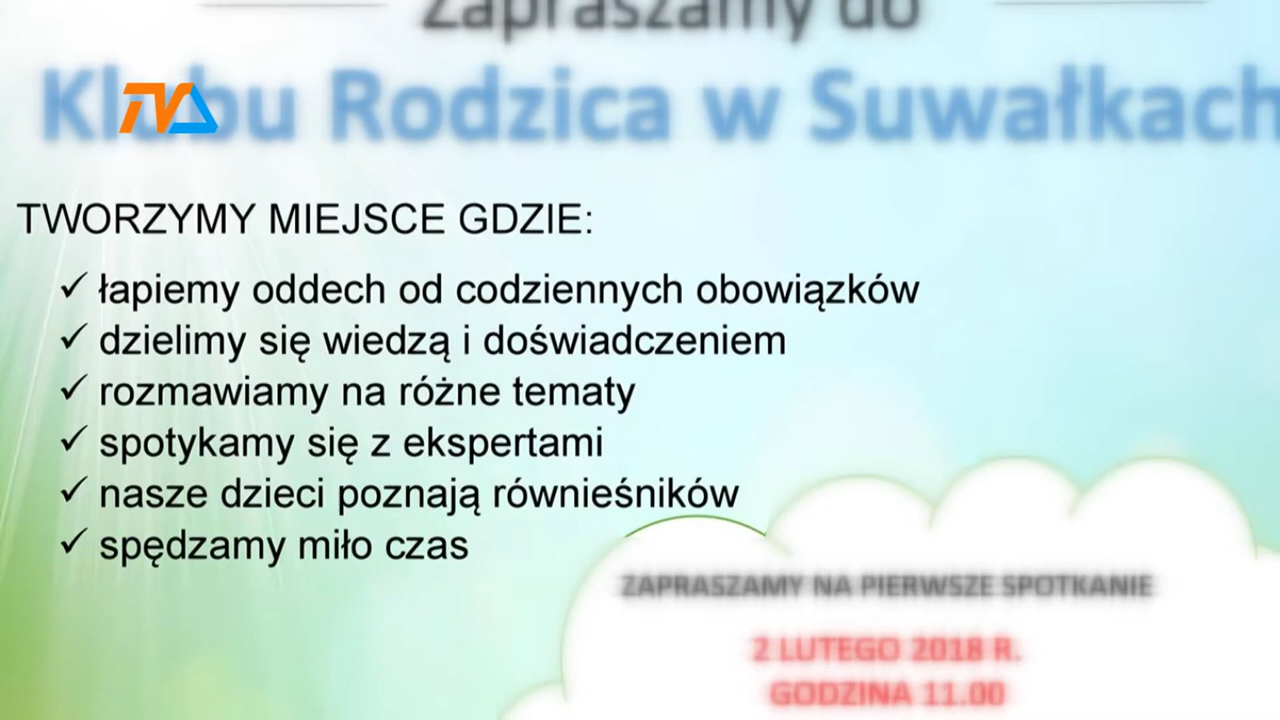 Zapraszamy do
Klubu Rodzica w Suwałkach
TVA
TWORZYMY MIEJSCE GDZIE:
✓ łapiemy oddech od codziennych obowiązków
✓ dzielimy się wiedzą i doświadczeniem
✓ rozmawiamy na różne tematy
✓ spotykamy się z ekspertami
✓ nasze dzieci poznają równieśników
✓ spędzamy miło czas
ZAPRASZAMY NA PIERWSZE SPOTKANIE
2 LUTEGO 2018 R.
GODZINA 11.00